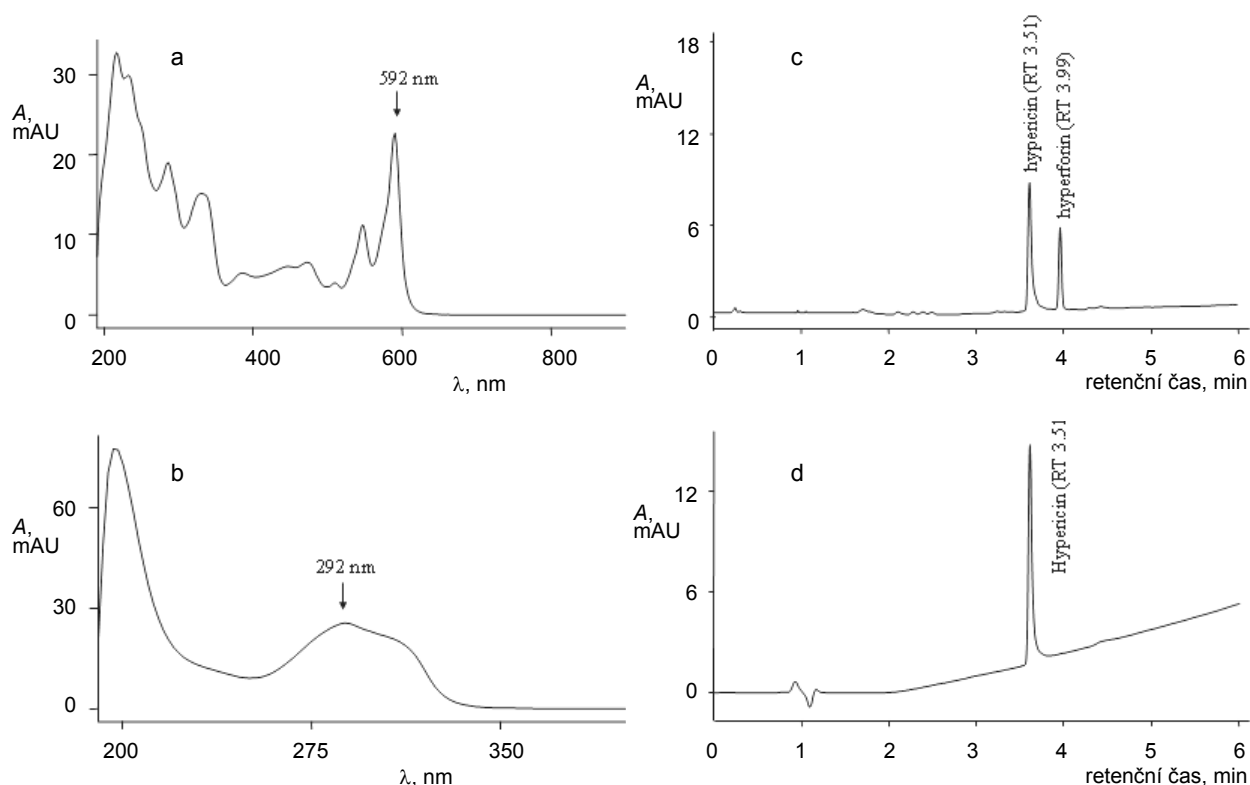 a
592 nm
A,
mAU
30
20
10
0
200
400
600
800
λ, nm
c
hypericin (RT 3.51)
hyperforin (RT 3.99)
A,
mAU
18
12
6
0
0
1
2
3
4
5
6
retenční čas, min
b
292 nm
A,
mAU
60
30
0
200
275
350
λ, nm
d
Hypericin (RT 3.51
A,
mAU
12
6
0
0
1
2
3
4
5
6
retenční čas, min